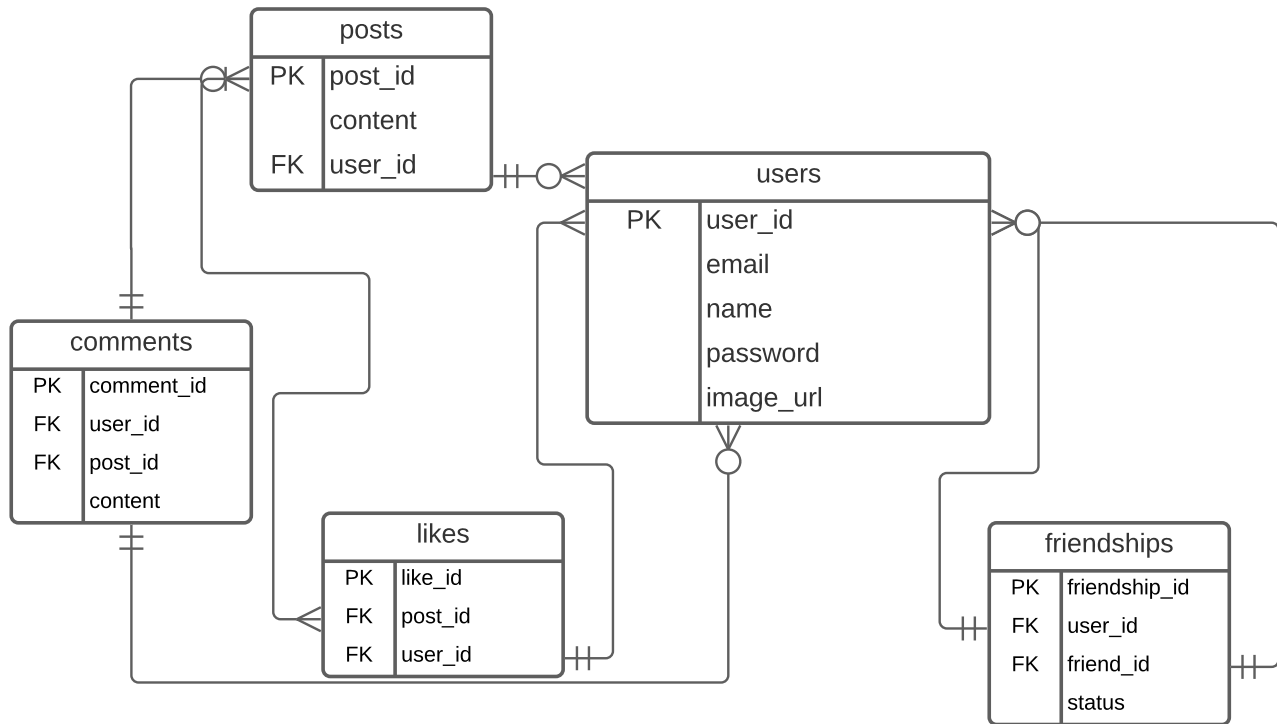 posts
PK post_id
content
FK user_id
users
PK user_id
email
name
password
image_url
comments
PK comment_id
FK user_id
FK post_id
content
likes
PK like_id
FK post_id
FK user_id
friendships
PK friendship_id
FK user_id
FK friend_id
status